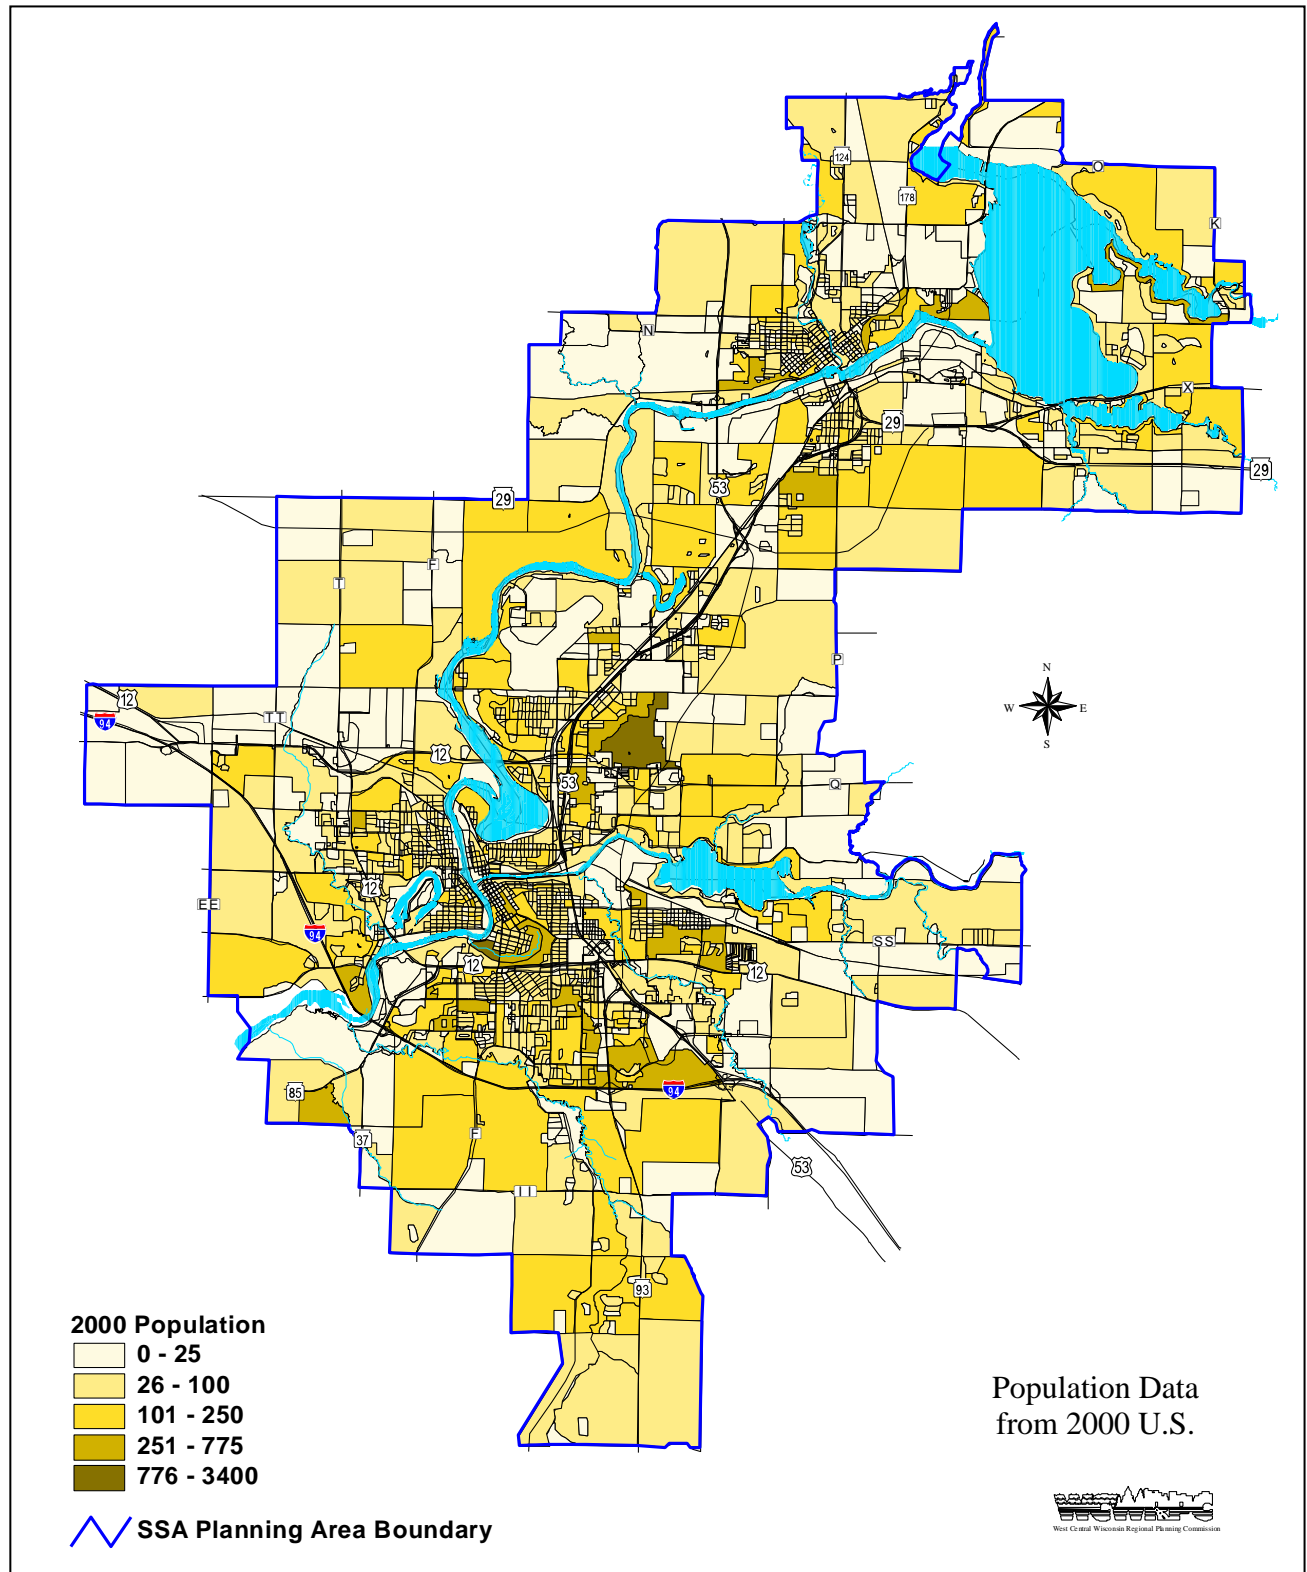 124
O
178
K
N
X
29
29
53
29
F
T
P
N
W
E
S
12
94
TT
12
53
Q
12
EE
94
SS
12
12
94
85
37
F
53
II
93
2000 Population
0 - 25
26 - 100
101 - 250
251 - 775
776 - 3400
SSA Planning Area Boundary
Population Data
from 2000 U.S.
West Central Wisconsin Regional Planning Commission